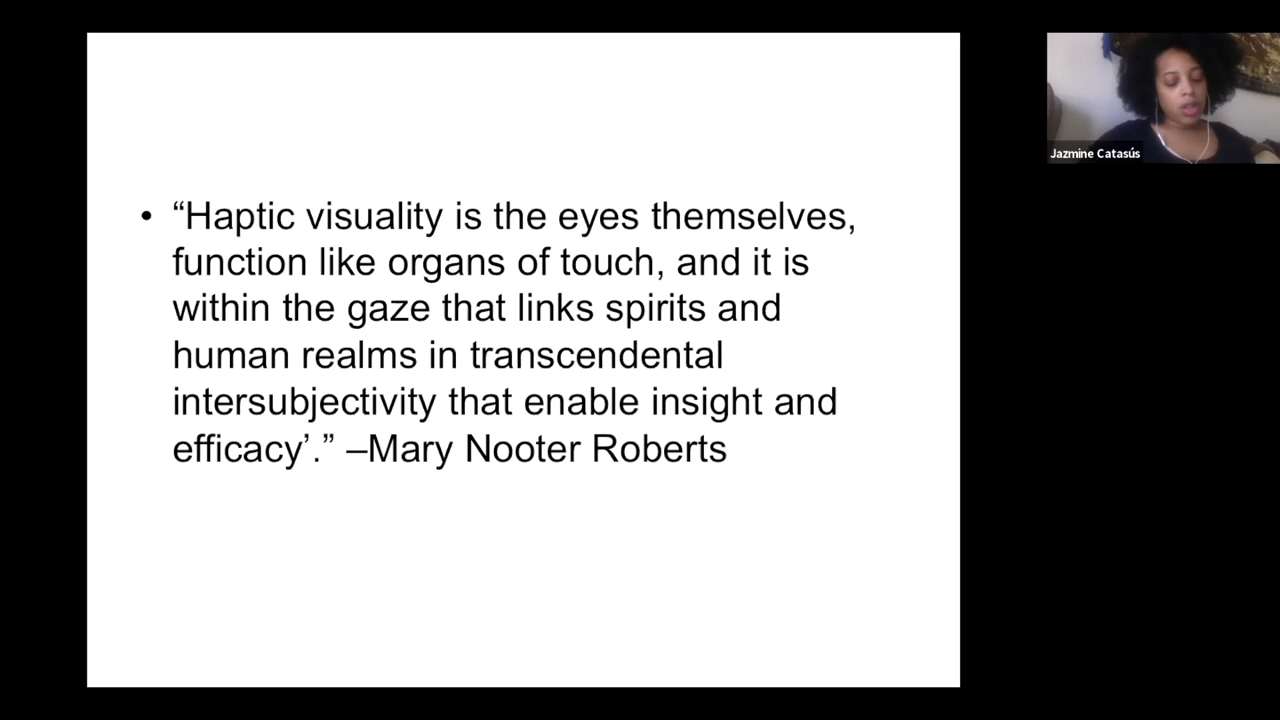 • “Haptic visuality is the eyes themselves,
function like organs of touch, and it is
within the gaze that links spirits and
human realms in transcendental
intersubjectivity that enable insight and
efficacy’.” –Mary Nooter Roberts
Jazmine Catasús